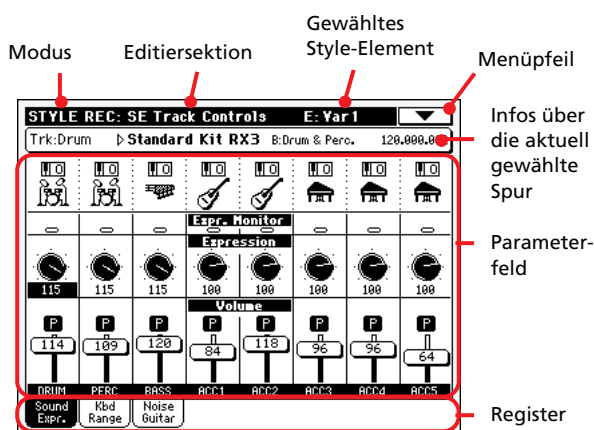 Modus
Editiersektion
Gewähltes
Style-Element
Menüpfeil
STYLE REC: SE Track Controls E: Var1
Trk:Drum ▷Standard Kit RX3 B:Drum & Perc.
Infos über
die aktuell
gewählte
Spur
Expr. Monitor
Expression
115 115 115 100 100 100 100 100
Parameter-
feld
Volume
P P P P P P P P
114 109 120 84 118 96 96 64
DRUM PERC BASS ACC1 ACC2 ACC3 ACC4 ACC5
Sound
Expr.
Kbd
Range
Noise
Guitar
Register